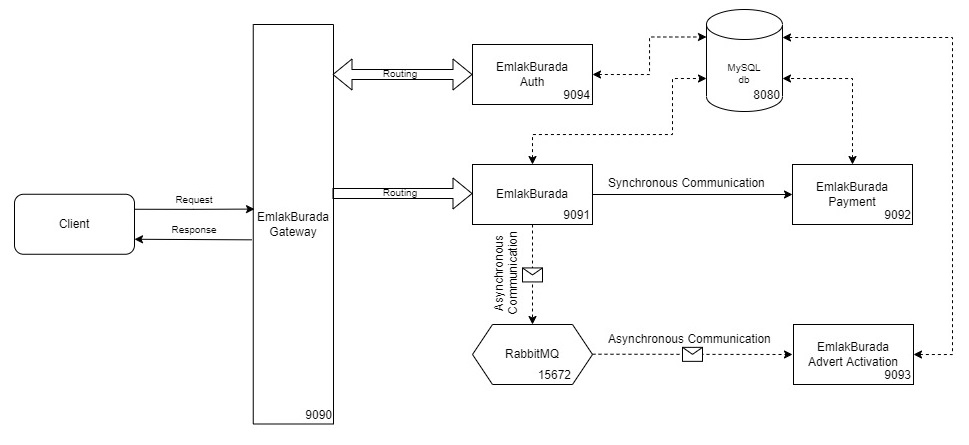 Client
Request
Response
EmlakBurada
Gateway
9090
Routing
Routing
EmlakBurada
Auth
9094
MySQL
db
8080
EmlakBurada
9091
Synchronous Communication
EmlakBurada
Payment
9092
Asynchronous
Communication
RabbitMQ
15672
Asynchronous Communication
EmlakBurada
Advert Activation
9093